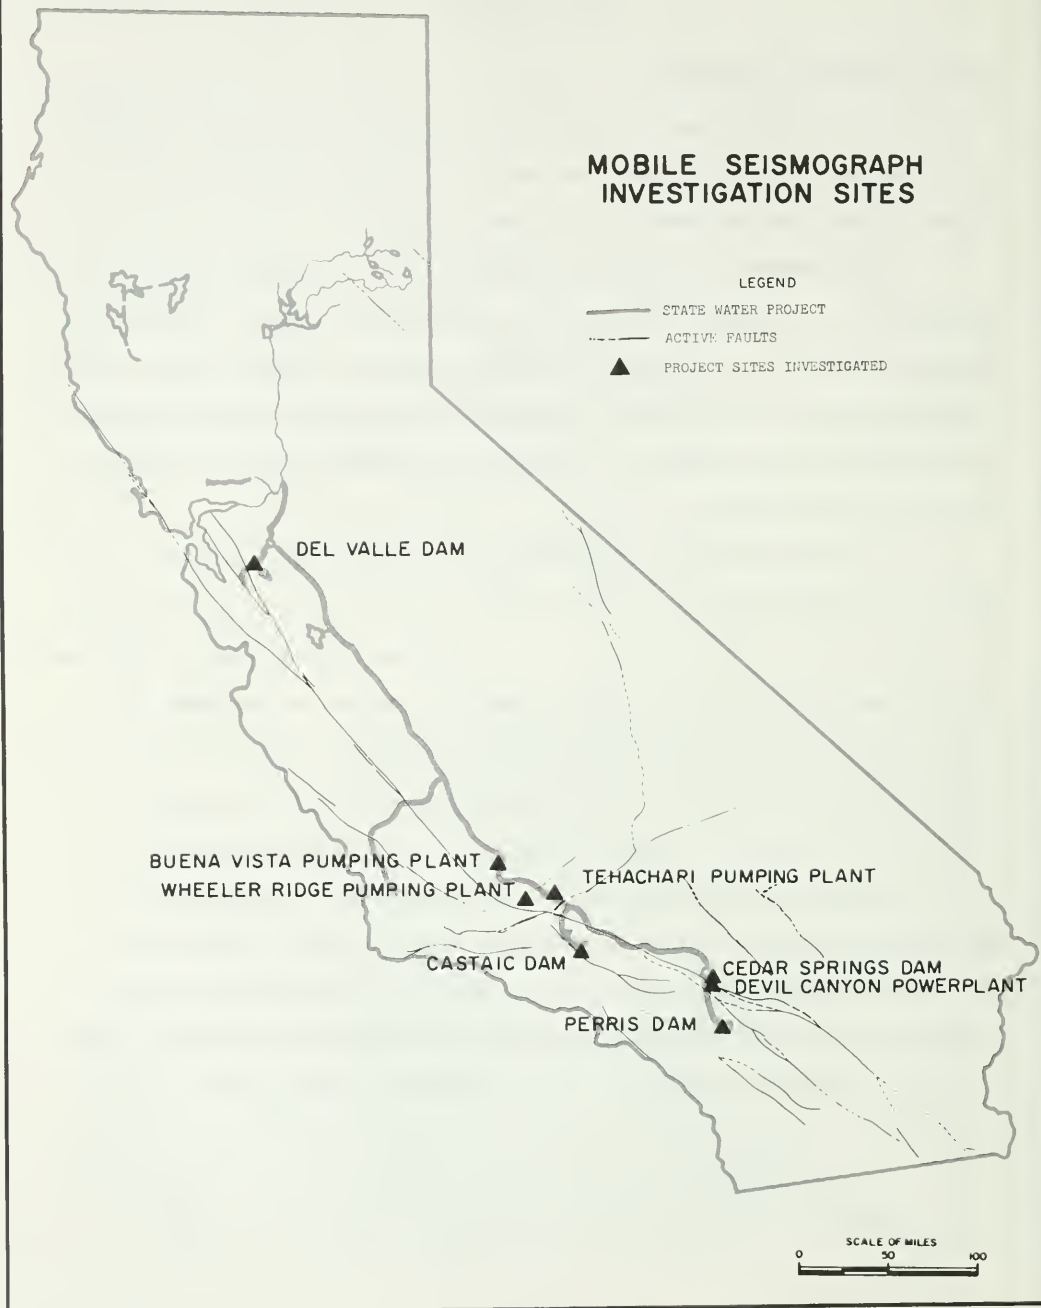 MOBILE SEISMOGRAPH
INVESTIGATION SITES
LEGEND
STATE WATER PROJECT
ACTIVE FAULTS
PROJECT SITES INVESTIGATED
DEL VALLE DAM
BUENA VISTA PUMPING PLANT
WHEELER RIDGE PUMPING PLANT
TEHACHAPI PUMPING PLANT
CASTAIC DAM
CEDAR SPRINGS DAM
DEVIL CANYON POWERPLANT
PERRIS DAM
SCALE OF MILES
0 50 100